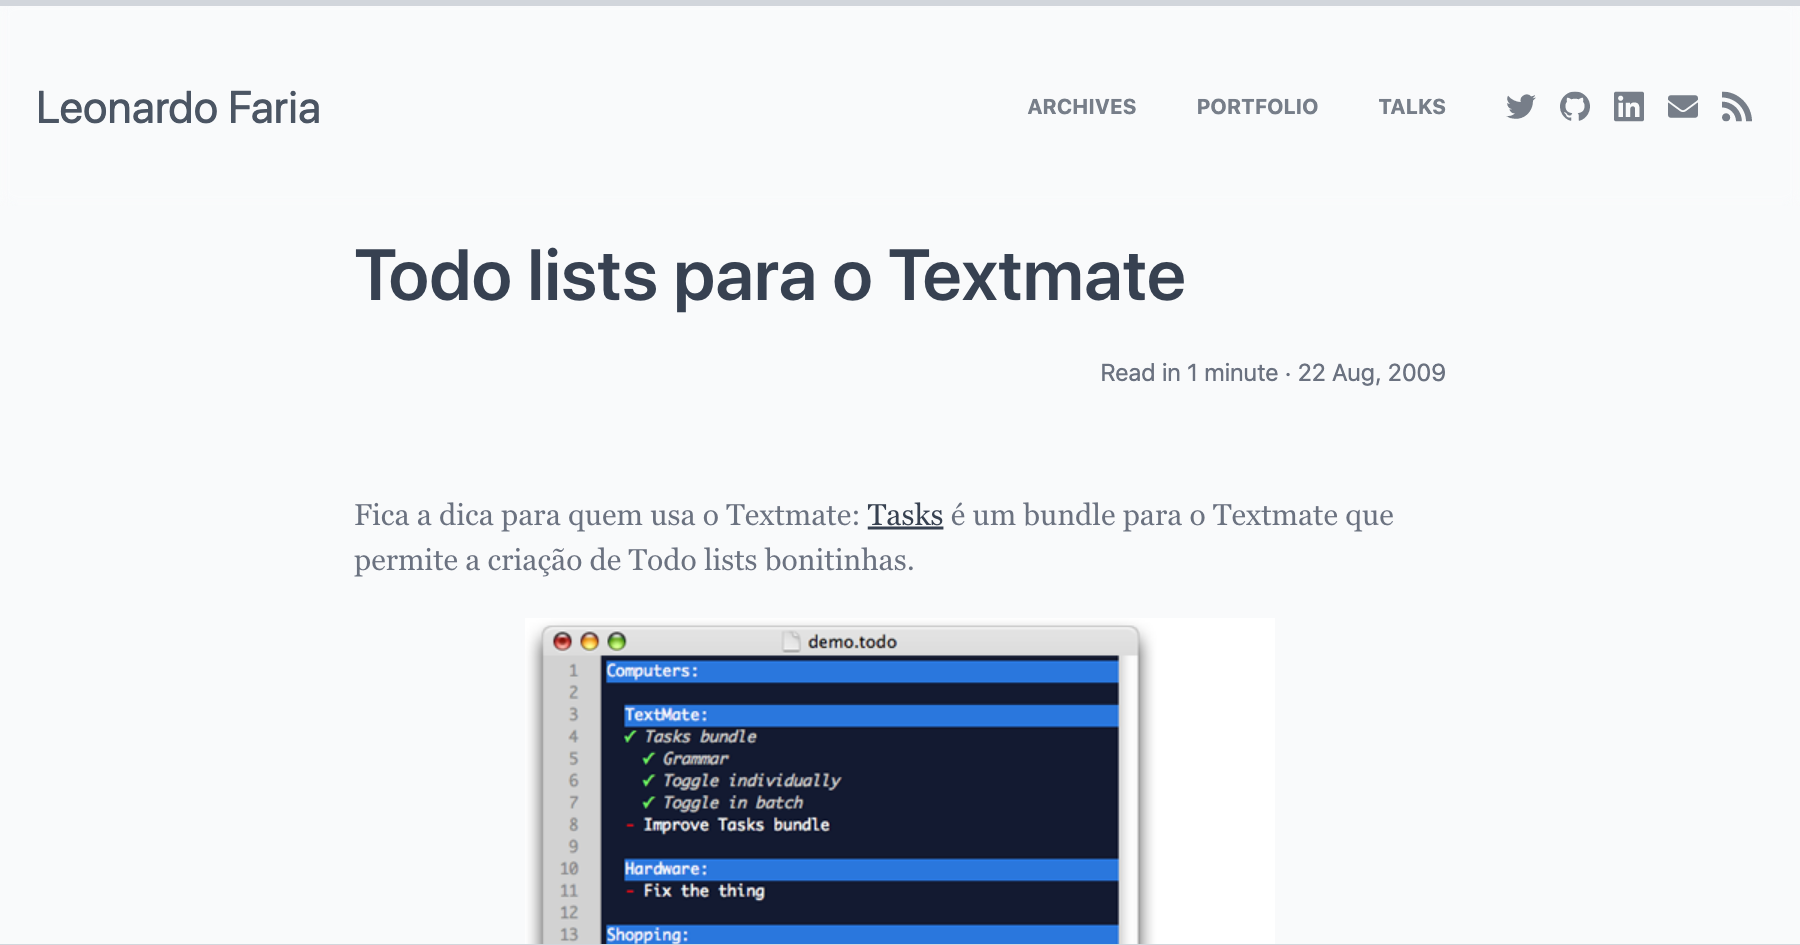 Leonardo Faria
ARCHIVES PORTFOLIO TALKS
Todo lists para o Textmate
Read in 1 minute · 22 Aug, 2009
Fica a dica para quem usa o Textmate: Tasks é um bundle para o Textmate que
permite a criação de Todo lists bonitinhas.
demo.todo
1 Computers:
2
3 TextMate:
4 ✓ Tasks bundle
5 ✓ Grammar
6 ✓ Toggle individually
7 ✓ Toggle in batch
8 - Improve Tasks bundle
9
10 Hardware:
11 - Fix the thing
12
13 Shopping: